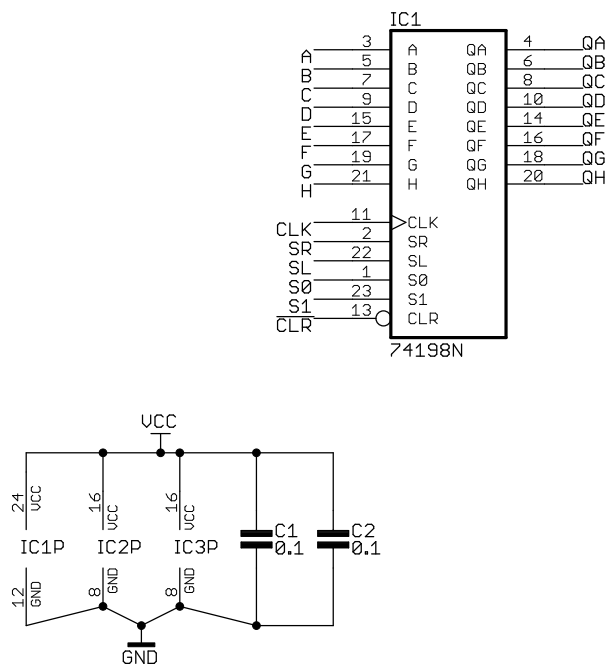 IC1
A 3 A QA 4 QA
B 5 B QB 6 QB
C 7 C QC 8 QC
D 9 D QD 10 QD
E 15 E QE 14 QE
F 17 F QF 16 QF
G 19 G QG 18 QG
H 21 H QH 20 QH
CLK 11 CLK
SR 2 SR
SL 22 SL
S0 1 S0
S1 23 S1
CLR 13 CLR
74198N
VCC
24 VCC 16 VCC 16 VCC
IC1P IC2P IC3P C1 C2
0.1 0.1
12 GND 8 GND 8 GND
GND